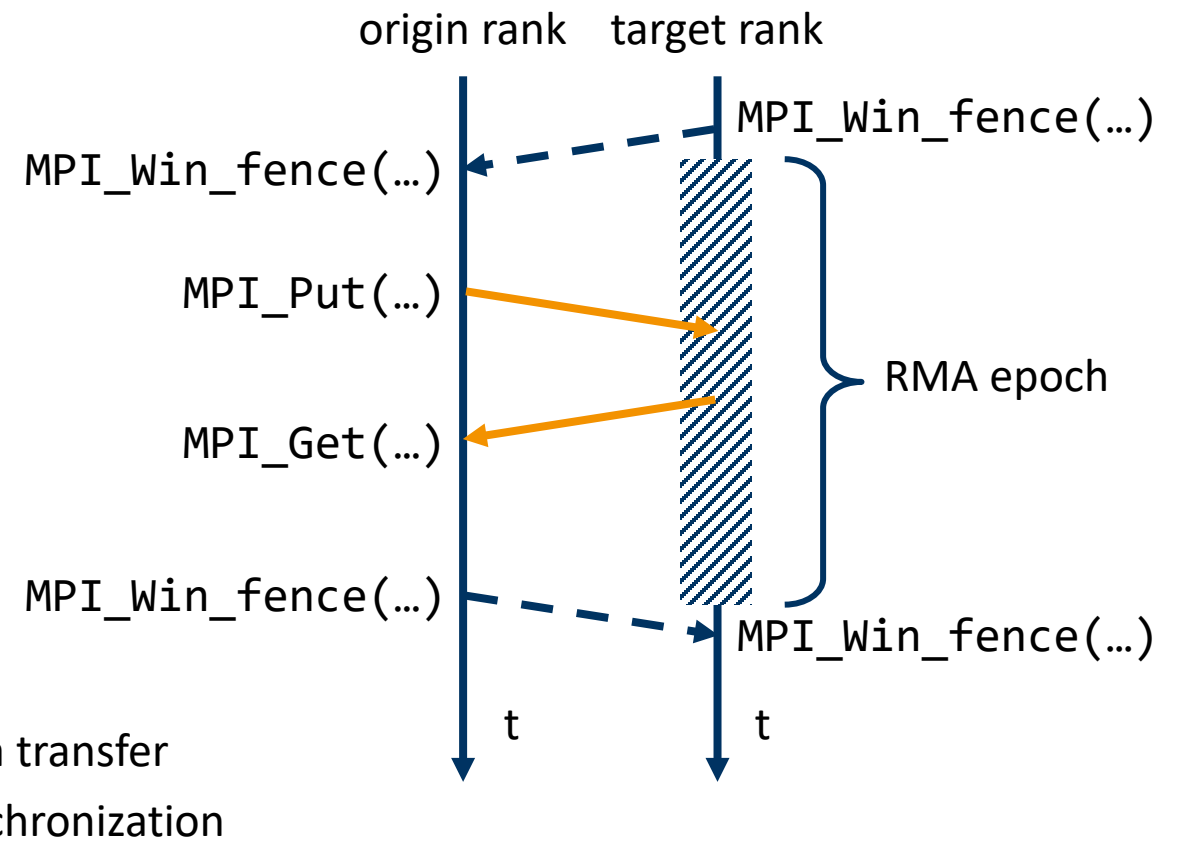 origin rank target rank
MPI_Win_fence(…)
MPI_Win_fence(…)
MPI_Put(…)
RMA epoch
MPI_Get(…)
MPI_Win_fence(…)
MPI_Win_fence(…)
t t
transfer
chronization